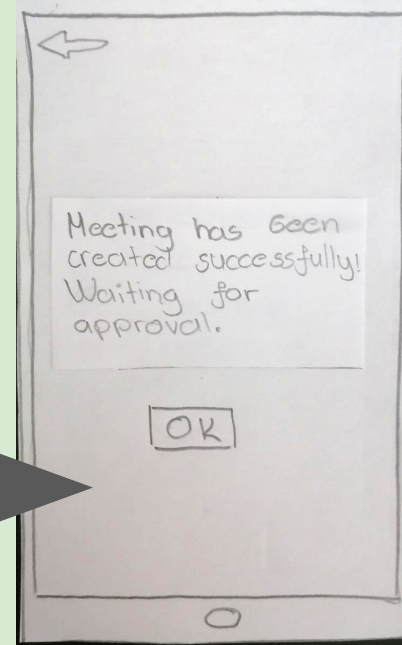 Meeting has been
created successfully!
Waiting for
approval.
OK